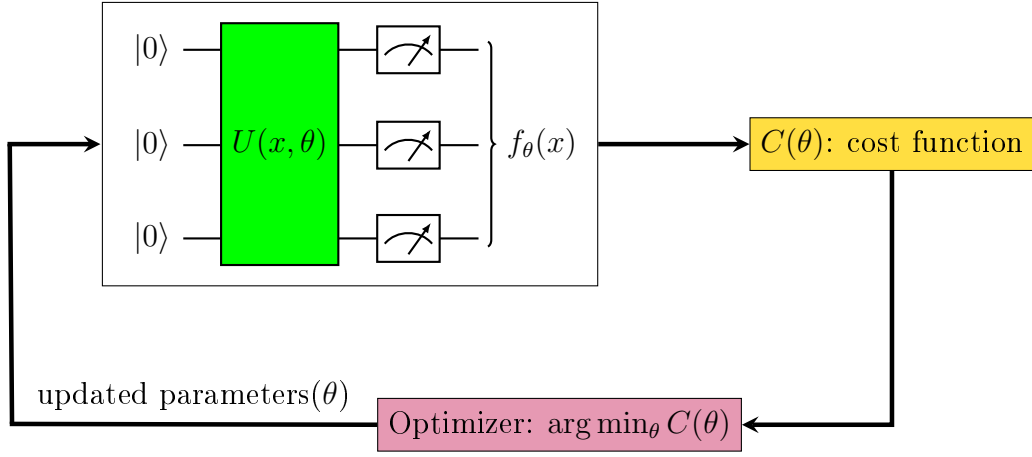 |0⟩
|0⟩ U(x, θ) f_θ(x) C(θ): cost function
|0⟩
updated parameters(θ)
Optimizer: arg min_θ C(θ)